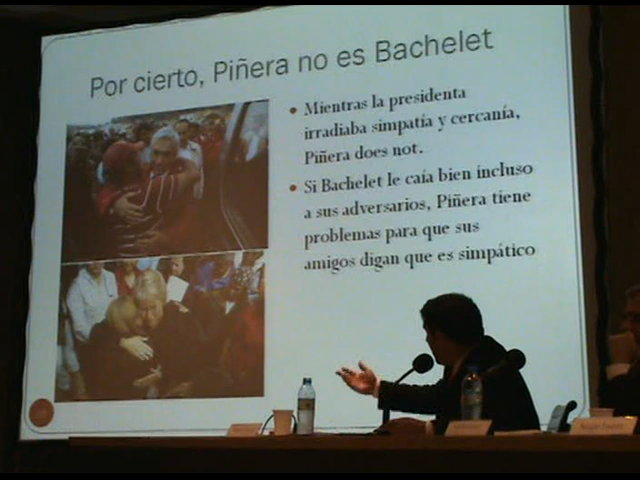 Por cierto, Piñera no es Bachelet
• Mientras la presidenta
irradiaba simpatía y cercanía,
Piñera does not.
• Si Bachelet le caía bien incluso
a sus adversarios, Piñera tiene
problemas para que sus
amigos digan que es simpático